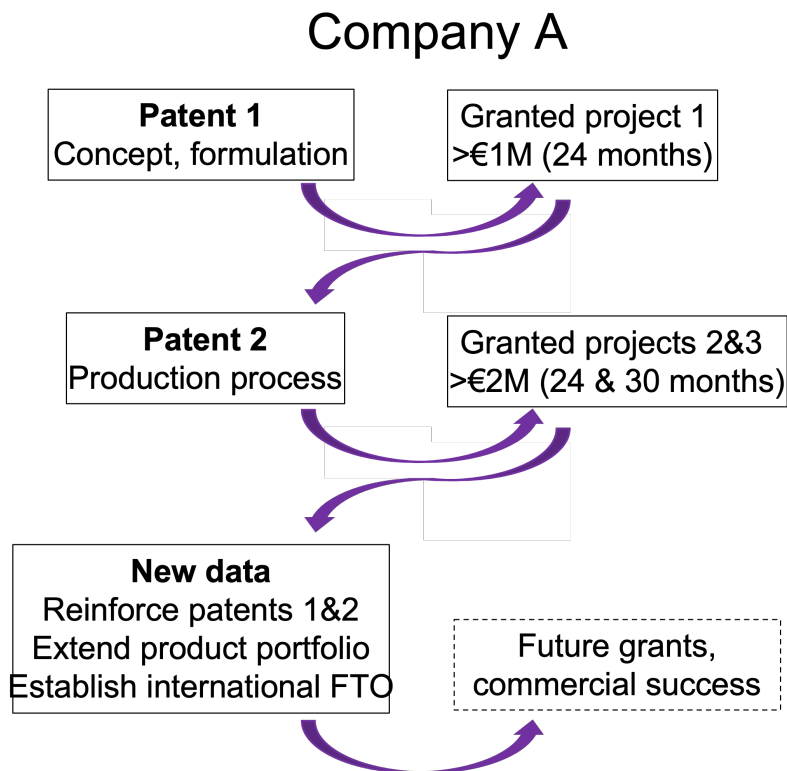 Company A
Patent 1
Concept, formulation
Granted project 1
>€1M (24 months)
Patent 2
Production process
Granted projects 2&3
>€2M (24 & 30 months)
New data
Reinforce patents 1&2
Extend product portfolio
Establish international FTO
Future grants,
commercial success